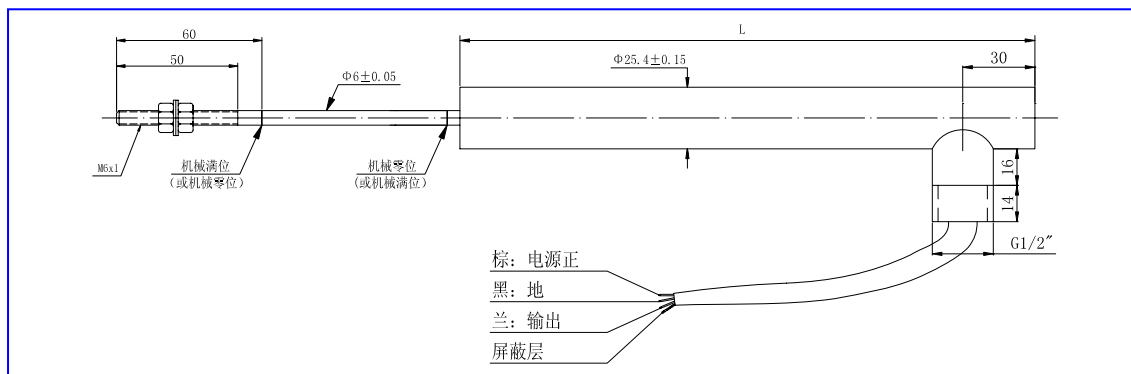 60
L
50
Φ25.4±0.15
30
Φ6±0.05
M6x1
机械满位
（或机械零位）
机械零位
（或机械满位）
16
14
G1/2″
棕：电源正
黑：地
兰：输出
屏蔽层